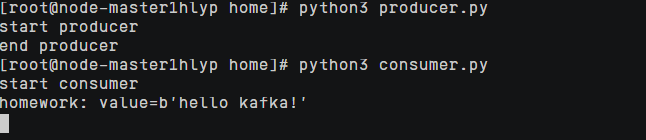 [root@node-master1hlyp home]# python3 producer.py
start producer
end producer
[root@node-master1hlyp home]# python3 consumer.py
start consumer
homework: value=b'hello kafka!'